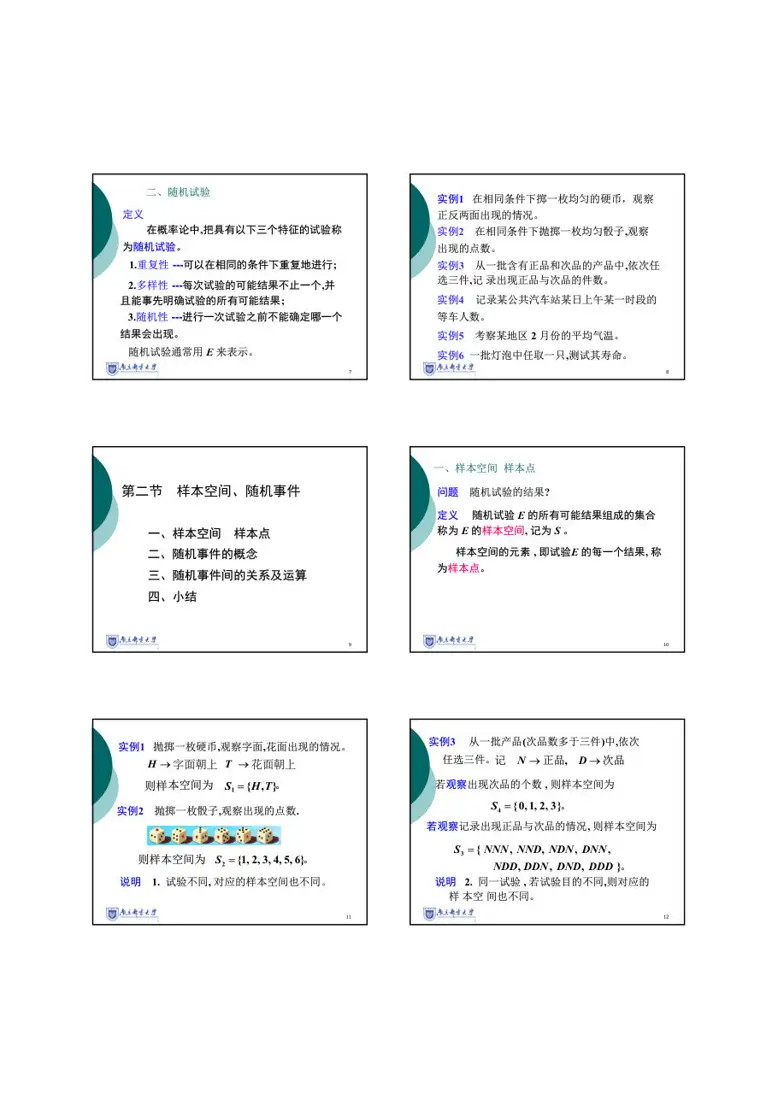 二、随机试验
定义
在概率论中,把具有以下三个特征的试验称
为随机试验。
1.重复性 ---可以在相同的条件下重复地进行;
2.多样性 ---每次试验的可能结果不止一个,并
且能事先明确试验的所有可能结果;
3.随机性 ---进行一次试验之前不能确定哪一个
结果会出现。
随机试验通常用 E 来表示。
7
实例1 在相同条件下掷一枚均匀的硬币，观察
正反两面出现的情况。
实例2 在相同条件下抛掷一枚均匀骰子,观察
出现的点数。
实例3 从一批含有正品和次品的产品中,依次任
选三件,记 录出现正品与次品的件数。
实例4 记录某公共汽车站某日上午某一时段的
等车人数。
实例5 考察某地区 2 月份的平均气温。
实例6 一批灯泡中任取一只,测试其寿命。
8
第二节 样本空间、随机事件
一、样本空间 样本点
二、随机事件的概念
三、随机事件间的关系及运算
四、小结
9
一、样本空间 样本点
问题 随机试验的结果?
定义 随机试验 E 的所有可能结果组成的集合
称为 E 的样本空间, 记为 S 。
样本空间的元素 , 即试验E 的每一个结果, 称
为样本点。
10
实例1 抛掷一枚硬币,观察字面,花面出现的情况。
H → 字面朝上 T → 花面朝上
则样本空间为 S₁ = {H,T}。
实例2 抛掷一枚骰子,观察出现的点数.
则样本空间为 S₂ = {1, 2, 3, 4, 5, 6}。
说明 1. 试验不同, 对应的样本空间也不同。
11
实例3 从一批产品(次品数多于三件)中,依次
任选三件。记 N → 正品, D → 次品
若观察出现次品的个数 , 则样本空间为
S₄ = {0, 1, 2, 3}。
若观察记录出现正品与次品的情况, 则样本空间为
S₃ = { NNN, NND, NDN, DNN,
NDD, DDN, DND, DDD }。
说明 2. 同一试验 , 若试验目的不同,则对应的
样 本空 间也不同。
12